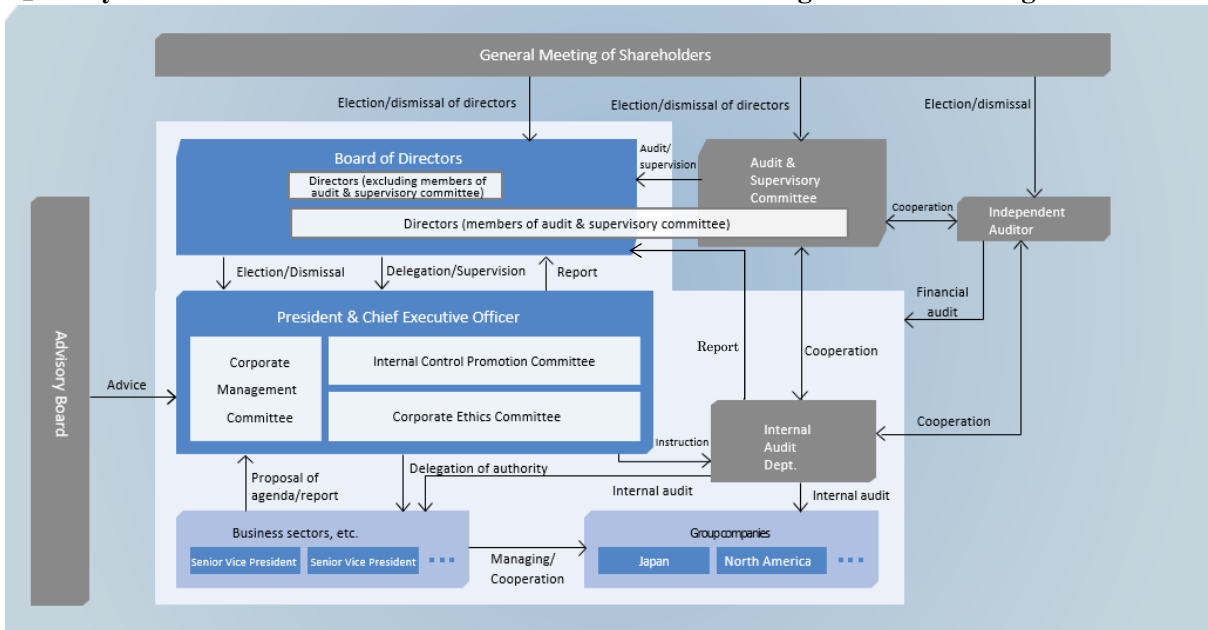 General Meeting of Shareholders
Election/dismissal of directors
Election/dismissal of directors
Election/dismissal
Board of Directors
Directors (excluding members of
audit & supervisory committee)
Directors (members of audit & supervisory committee)
Audit/
supervision
Audit &
Supervisory
Committee
Cooperation
Independent
Auditor
Election/Dismissal
Delegation/Supervision
Report
Financial
audit
President & Chief Executive Officer
Corporate
Management
Committee
Internal Control Promotion Committee
Corporate Ethics Committee
Report
Cooperation
Advisory Board
Advice
Cooperation
Internal
Audit
Dept.
Instruction
Proposal of
agenda/report
Delegation of authority
Internal audit
Internal audit
Business sectors, etc.
Senior Vice President
Senior Vice President
Managing/
Cooperation
Group companies
Japan
North America